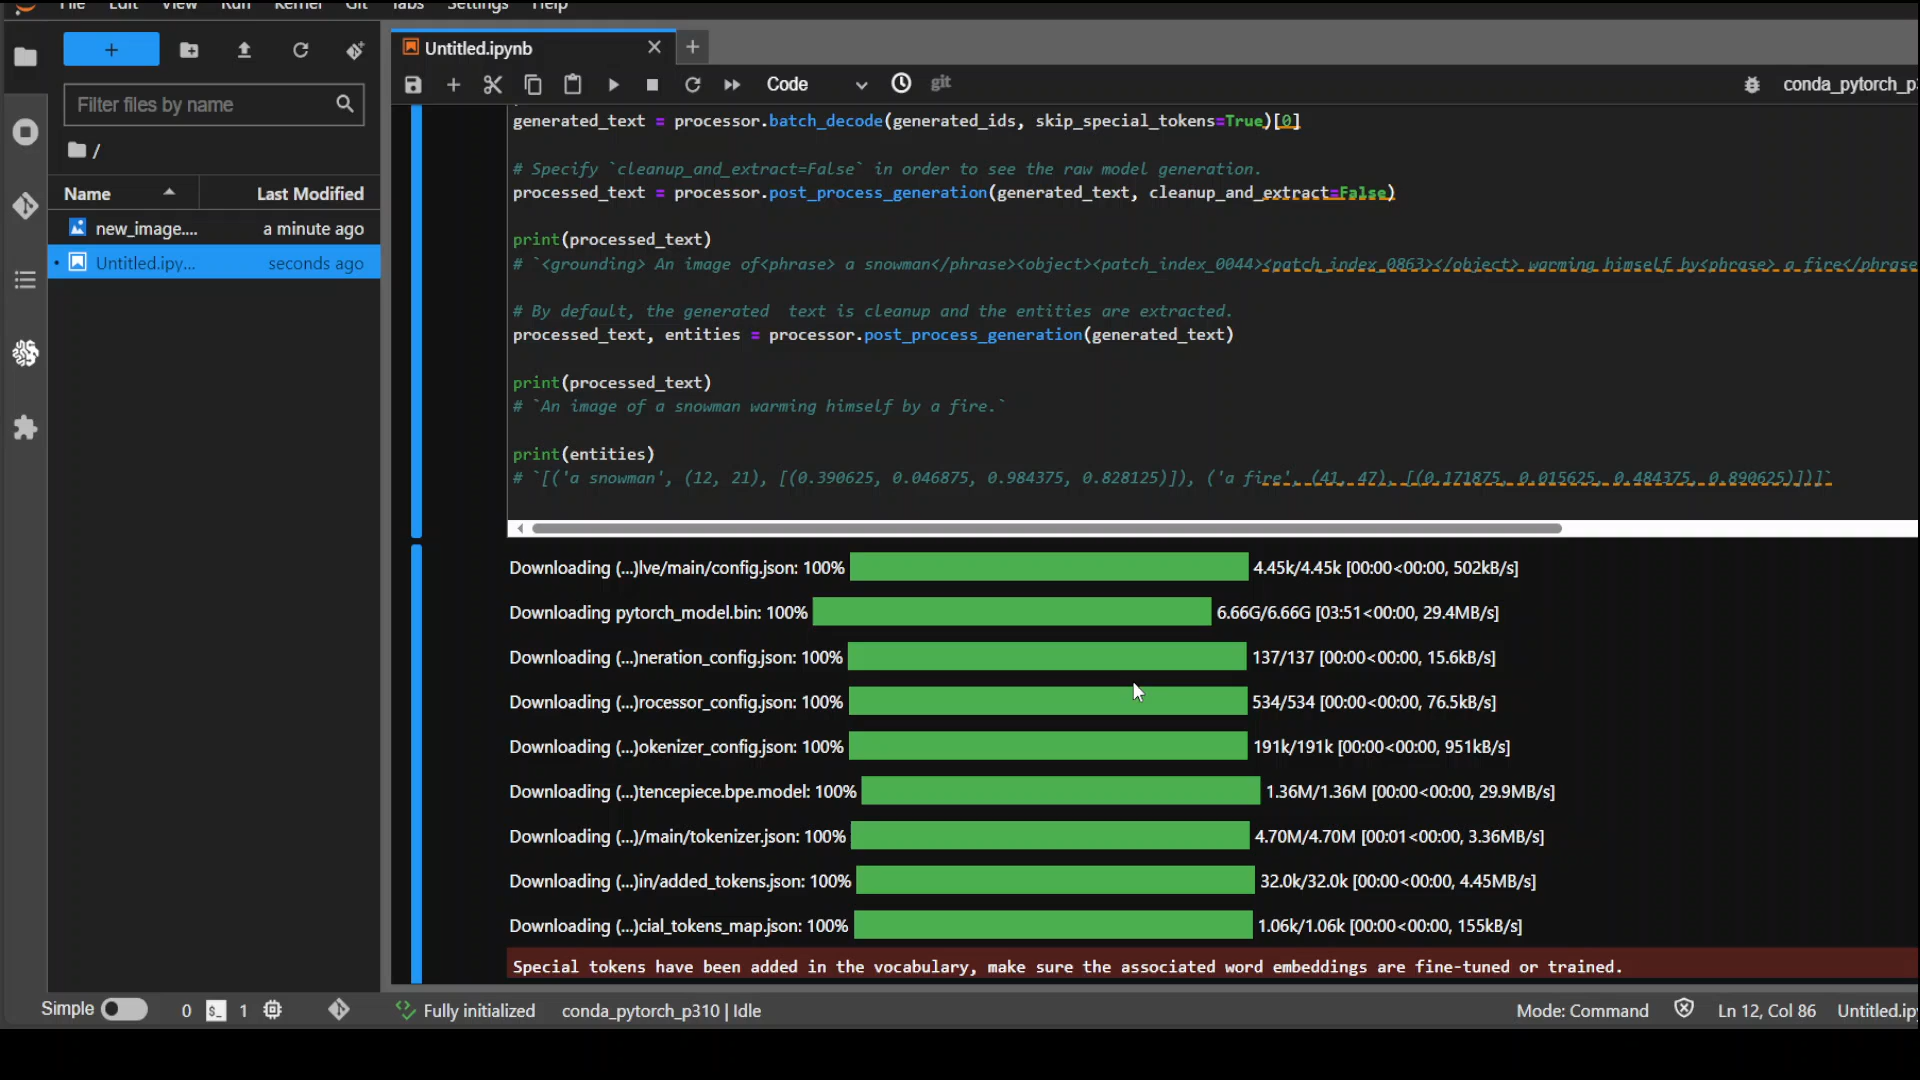 File Edit View Run Kernel Git Tabs Settings Help
Untitled.ipynb
Code
git
conda_pytorch_p
Filter files by name
/
Name Last Modified
new_image.... a minute ago
Untitled.ipy... seconds ago
generated_text = processor.batch_decode(generated_ids, skip_special_tokens=True)[0]
# Specify `cleanup_and_extract=False` in order to see the raw model generation.
processed_text = processor.post_process_generation(generated_text, cleanup_and_extract=False)
print(processed_text)
# `<grounding> An image of<phrase> a snowman</phrase><object><patch_index_0044><patch_index_0863></object> warming himself by<phrase> a fire</phrase
# By default, the generated  text is cleanup and the entities are extracted.
processed_text, entities = processor.post_process_generation(generated_text)
print(processed_text)
# `An image of a snowman warming himself by a fire.`
print(entities)
# `[('a snowman', (12, 21), [(0.390625, 0.046875, 0.984375, 0.828125)]), ('a fire', (41, 47), [(0.171875, 0.015625, 0.484375, 0.890625)])]`
Downloading (...)lve/main/config.json: 100% 4.45k/4.45k [00:00<00:00, 502kB/s]
Downloading pytorch_model.bin: 100% 6.66G/6.66G [03:51<00:00, 29.4MB/s]
Downloading (...)neration_config.json: 100% 137/137 [00:00<00:00, 15.6kB/s]
Downloading (...)rocessor_config.json: 100% 534/534 [00:00<00:00, 76.5kB/s]
Downloading (...)okenizer_config.json: 100% 191k/191k [00:00<00:00, 951kB/s]
Downloading (...)tencepiece.bpe.model: 100% 1.36M/1.36M [00:00<00:00, 29.9MB/s]
Downloading (...)/main/tokenizer.json: 100% 4.70M/4.70M [00:01<00:00, 3.36MB/s]
Downloading (...)in/added_tokens.json: 100% 32.0k/32.0k [00:00<00:00, 4.45MB/s]
Downloading (...)cial_tokens_map.json: 100% 1.06k/1.06k [00:00<00:00, 155kB/s]
Special tokens have been added in the vocabulary, make sure the associated word embeddings are fine-tuned or trained.
Simple 0 1 Fully initialized conda_pytorch_p310 | Idle Mode: Command Ln 12, Col 86 Untitled.ipy